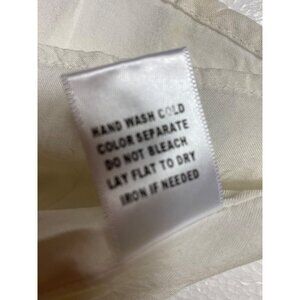 HAND WASH COLD
COLOR SEPARATE
DO NOT BLEACH
LAY FLAT TO DRY
IRON IF NEEDED